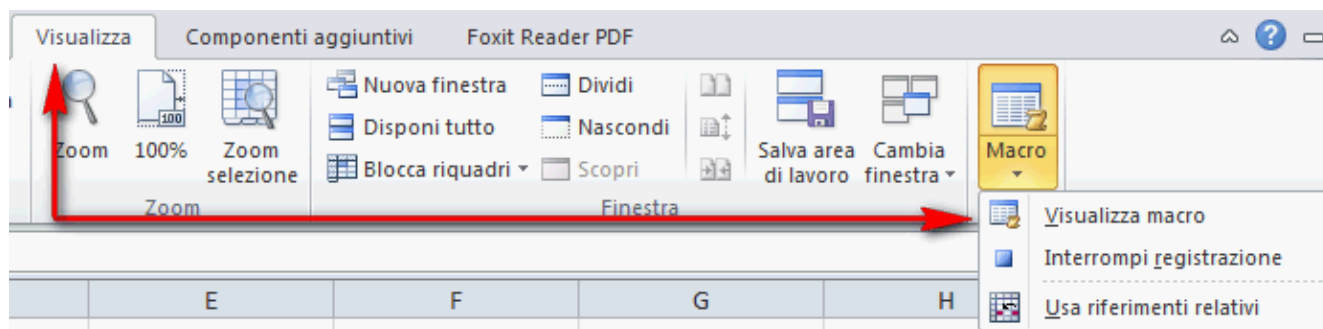 Visualizza Componenti aggiuntivi Foxit Reader PDF
Nuova finestra Dividi
100
Disponi tutto Nascondi
Zoom 100% Zoom selezione
Blocca riquadri Scopri
Salva area di lavoro
Cambia finestra
Macro
Zoom Finestra
Visualizza macro
Interrompi registrazione
Usa riferimenti relativi
E F G H